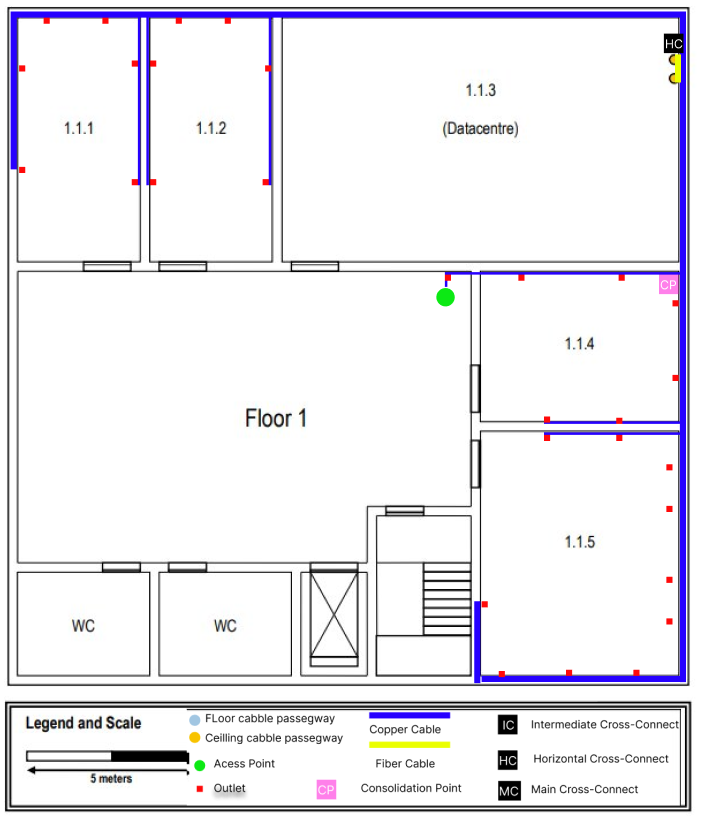 HC
1.1.3
1.1.1
1.1.2
(Datacentre)
CP
1.1.4
Floor 1
1.1.5
WC
WC
Legend and Scale
5 meters
FLoor cabble passegway
Ceilling cabble passegway
Acess Point
Outlet
Copper Cable
Fiber Cable
CP Consolidation Point
IC Intermediate Cross-Connect
HC Horizontal Cross-Connect
MC Main Cross-Connect